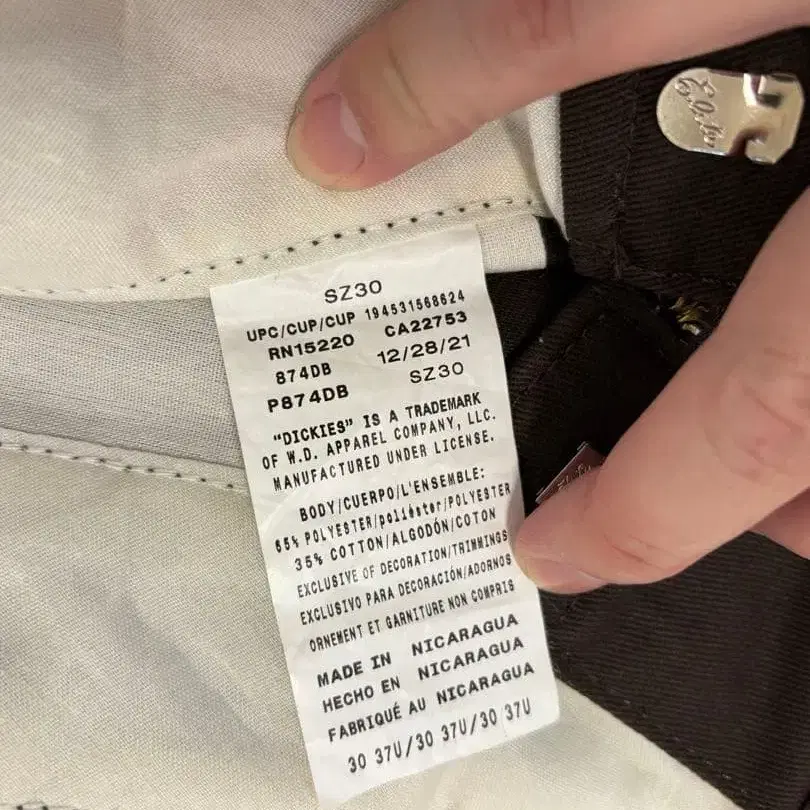 SZ30
UPC/CUP/CUP 194531568624
RN15220 CA22753
874DB 12/28/21
P874DB SZ30
"DICKIES" IS A TRADEMARK
OF W.D. APPAREL COMPANY, LLC.
MANUFACTURED UNDER LICENSE.
BODY/CUERPO/L'ENSEMBLE:
65% POLYESTER/poliéster/POLYESTER
35% COTTON/ALGODÓN/COTON
EXCLUSIVE OF DECORATION/TRIMMINGS
EXCLUSIVO PARA DECORACIÓN/ADORNOS
ORNEMENT ET GARNITURE NON COMPRIS
MADE IN NICARAGUA
HECHO EN NICARAGUA
FABRIQUÉ AU NICARAGUA
30 37U/30 37U/30 37U